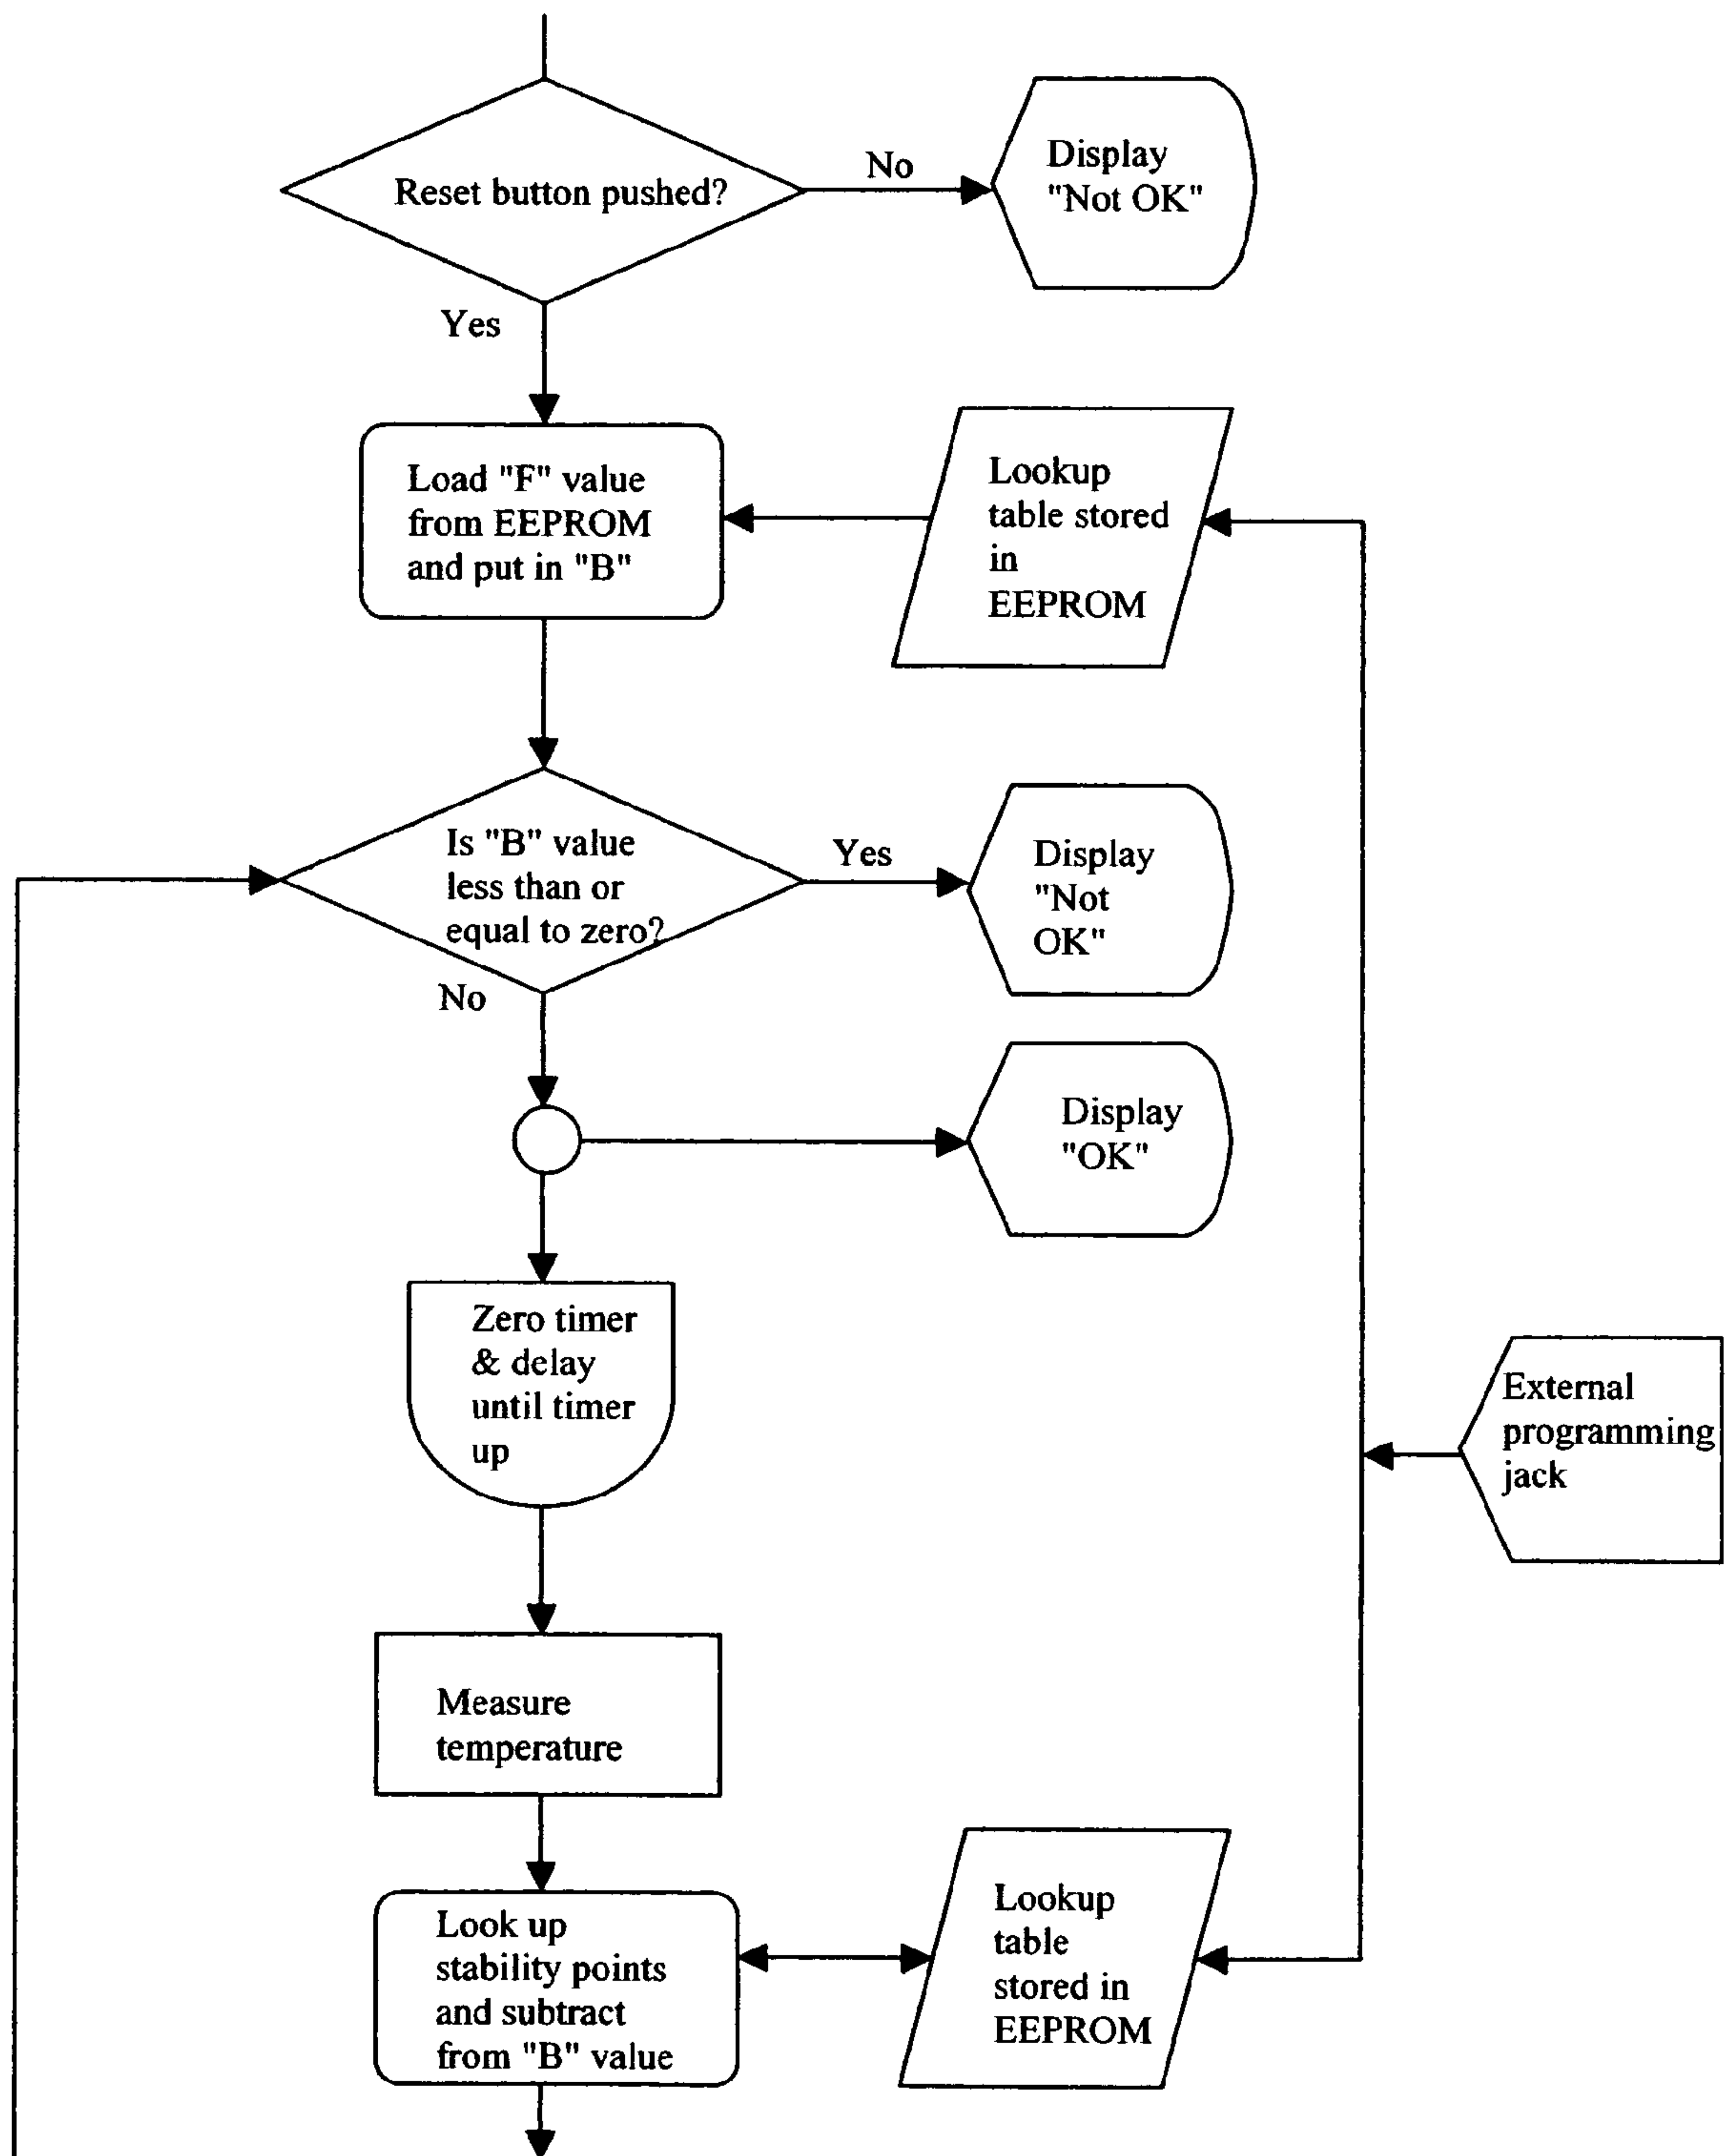 Reset button pushed?
No
Display
"Not OK"
Yes
Load "F" value
from EEPROM
and put in "B"
Lookup
table stored
in
EEPROM
Is "B" value
less than or
equal to zero?
Yes
Display
"Not
OK"
No
Display
"OK"
Zero timer
& delay
until timer
up
External
programming
jack
Measure
temperature
Look up
stability points
and subtract
from "B" value
Lookup
table
stored in
EEPROM